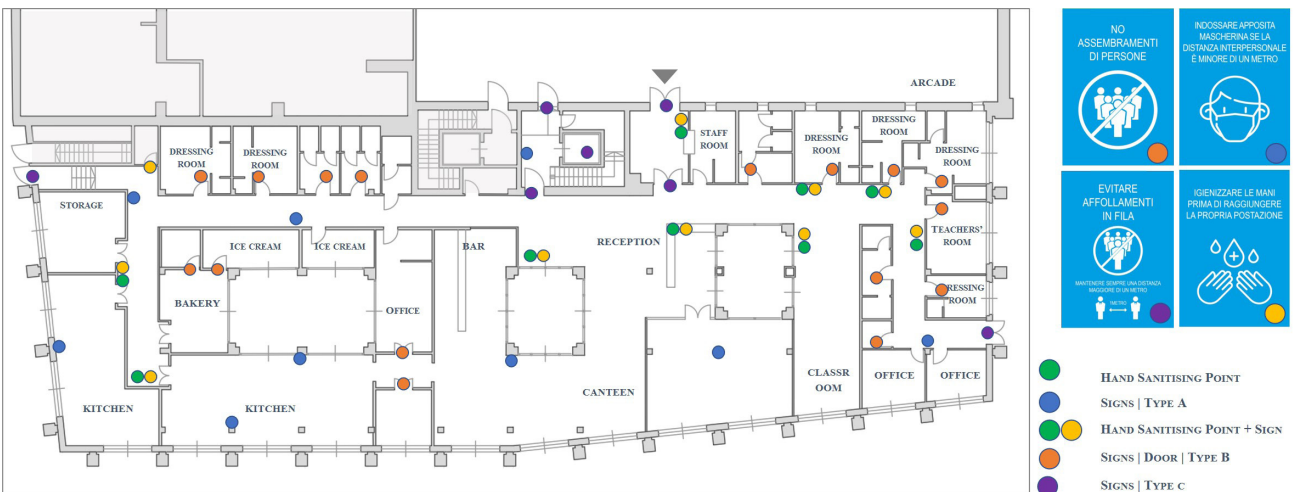 ARCADE
STAFF
ROOM
DRESSING
ROOM
DRESSING
ROOM
DRESSING
ROOM
DRESSING
ROOM
DRESSING
ROOM
STORAGE
ICE CREAM
ICE CREAM
BAR
RECEPTION
TEACHERS'
ROOM
BAKERY
OFFICE
DRESSING
ROOM
KITCHEN
KITCHEN
CANTEEN
CLASSR
OOM
OFFICE
OFFICE
NO
ASSEMBRAMENTI
DI PERSONE
INDOSSARE APPOSITA
MASCHERINA SE LA
DISTANZA INTERPERSONALE
È MINORE DI UN METRO
EVITARE
AFFOLLAMENTI
IN FILA
MANTENERE SEMPRE UNA DISTANZA
MAGGIORE DI UN METRO
1METRO
IGIENIZZARE LE MANI
PRIMA DI RAGGIUNGERE
LA PROPRIA POSTAZIONE
HAND SANITISING POINT
SIGNS | TYPE A
HAND SANITISING POINT + SIGN
SIGNS | DOOR | TYPE B
SIGNS | TYPE C